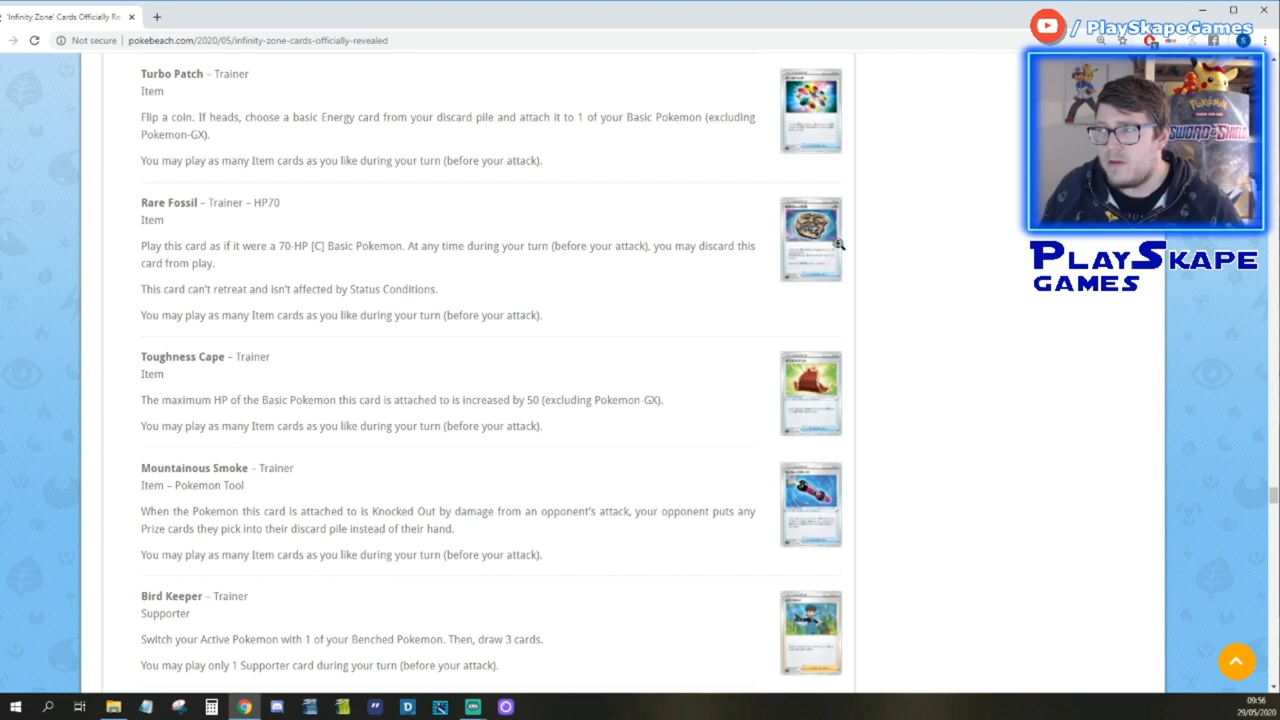 'Infinity Zone' Cards Officially Re
/ PlaySkapeGames
Not secure | pokebeach.com/2020/05/infinity-zone-cards-officially-revealed
Turbo Patch – Trainer
Item
Flip a coin. If heads, choose a basic Energy card from your discard pile and attach it to 1 of your Basic Pokemon (excluding
Pokemon-GX).
You may play as many Item cards as you like during your turn (before your attack).
Rare Fossil – Trainer – HP70
Item
Play this card as if it were a 70-HP [C] Basic Pokemon. At any time during your turn (before your attack), you may discard this
card from play.
This card can't retreat and isn't affected by Status Conditions.
You may play as many Item cards as you like during your turn (before your attack).
Toughness Cape – Trainer
Item
The maximum HP of the Basic Pokemon this card is attached to is increased by 50 (excluding Pokemon-GX).
You may play as many Item cards as you like during your turn (before your attack).
Mountainous Smoke – Trainer
Item – Pokemon Tool
When the Pokemon this card is attached to is Knocked Out by damage from an opponent's attack, your opponent puts any
Prize cards they pick into their discard pile instead of their hand.
You may play as many Item cards as you like during your turn (before your attack).
Bird Keeper – Trainer
Supporter
Switch your Active Pokemon with 1 of your Benched Pokemon. Then, draw 3 cards.
You may play only 1 Supporter card during your turn (before your attack).
POKéMON
SWORD & SHIELD
PLAYSKAPE
GAMES
09:56
29/05/2020